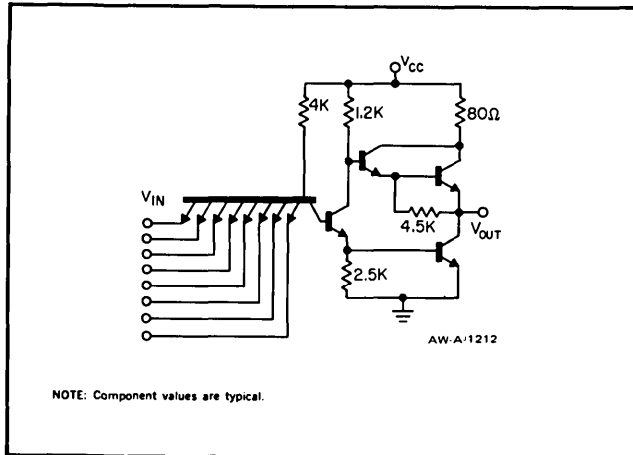 VCC
4K
1.2K
80Ω
VIN
4.5K
VOUT
2.5K
AW-A-1212
NOTE: Component values are typical.